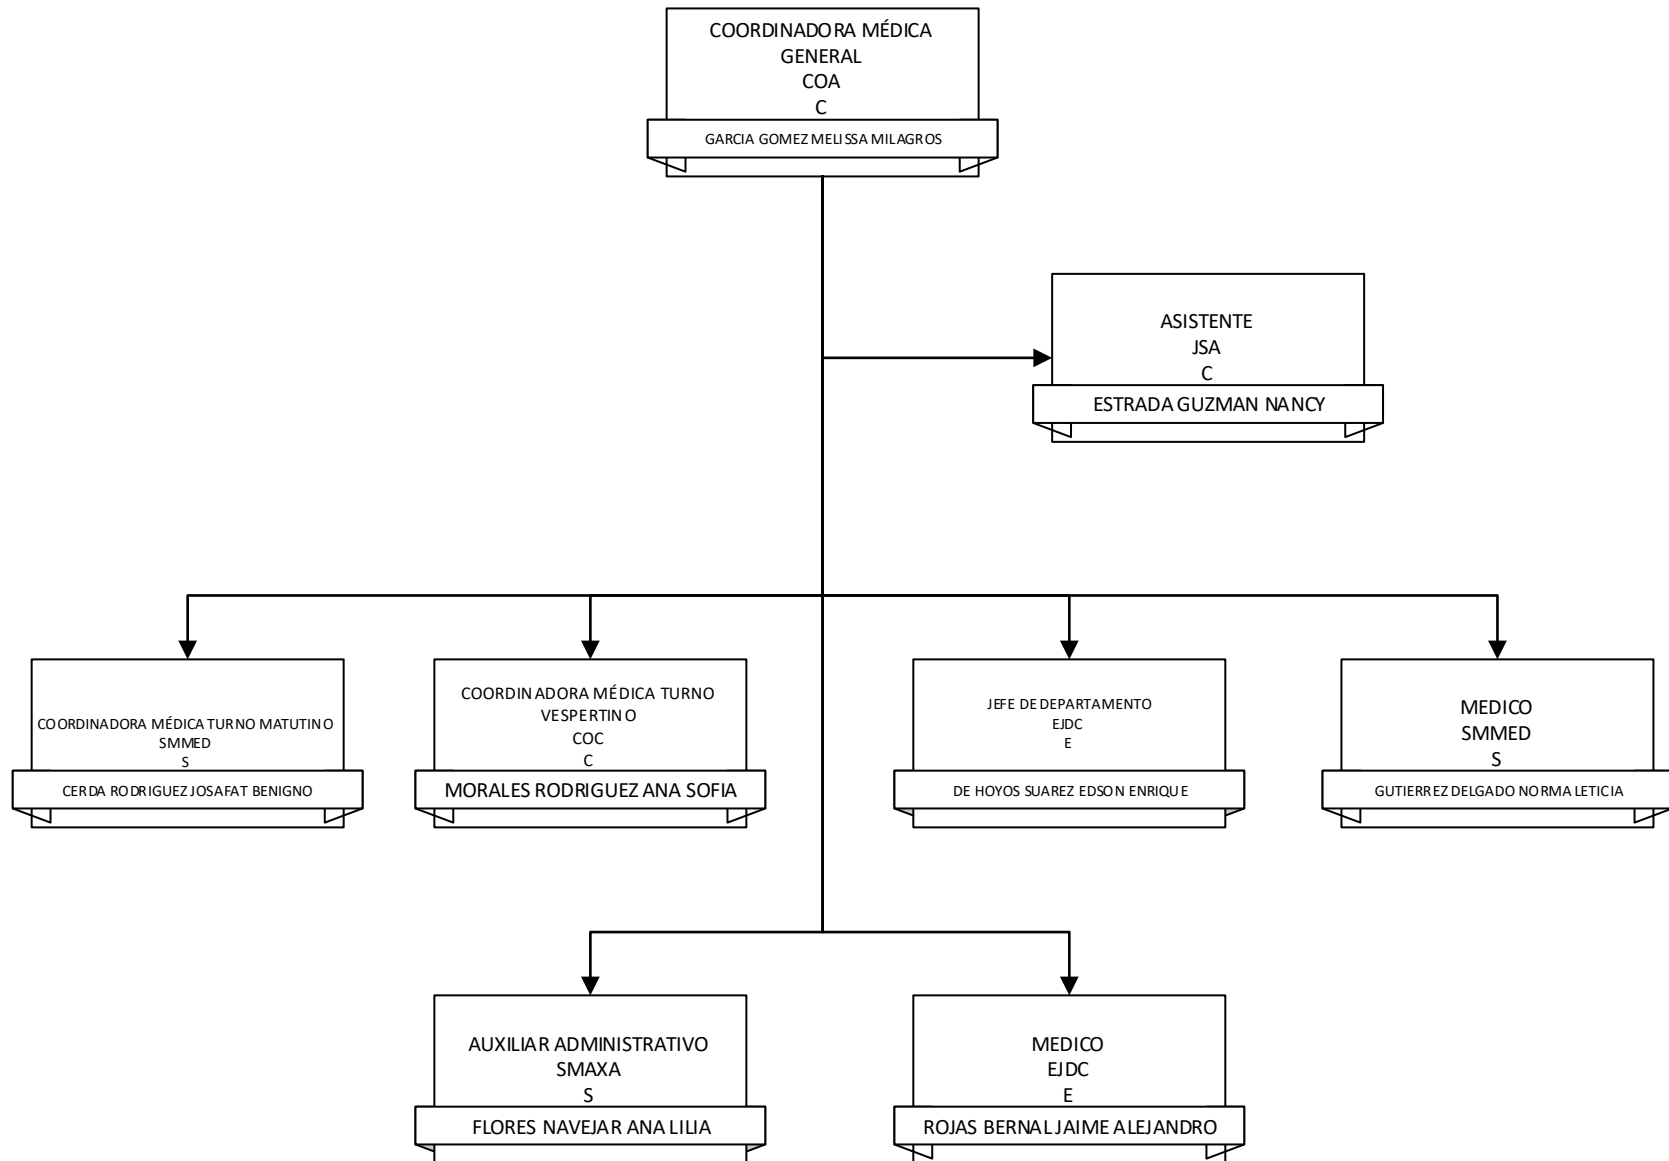 COORDINADORA MÉDICA
GENERAL
COA
C
GARCIA GOMEZ MELISSA MILAGROS
ASISTENTE
JSA
C
ESTRADA GUZMAN NANCY
COORDINADORA MÉDICA TURNO MATUTINO
SMMED
S
CERDA RODRIGUEZ JOSAFAT BENIGNO
COORDINADORA MÉDICA TURNO
VESPERTINO
COC
C
MORALES RODRIGUEZ ANA SOFIA
JEFE DE DEPARTAMENTO
EJDC
E
DE HOYOS SUAREZ EDSON ENRIQUE
MEDICO
SMMED
S
GUTIERREZ DELGADO NORMA LETICIA
AUXILIAR ADMINISTRATIVO
SMAXA
S
FLORES NAVEJAR ANA LILIA
MEDICO
EJDC
E
ROJAS BERNAL JAIME ALEJANDRO